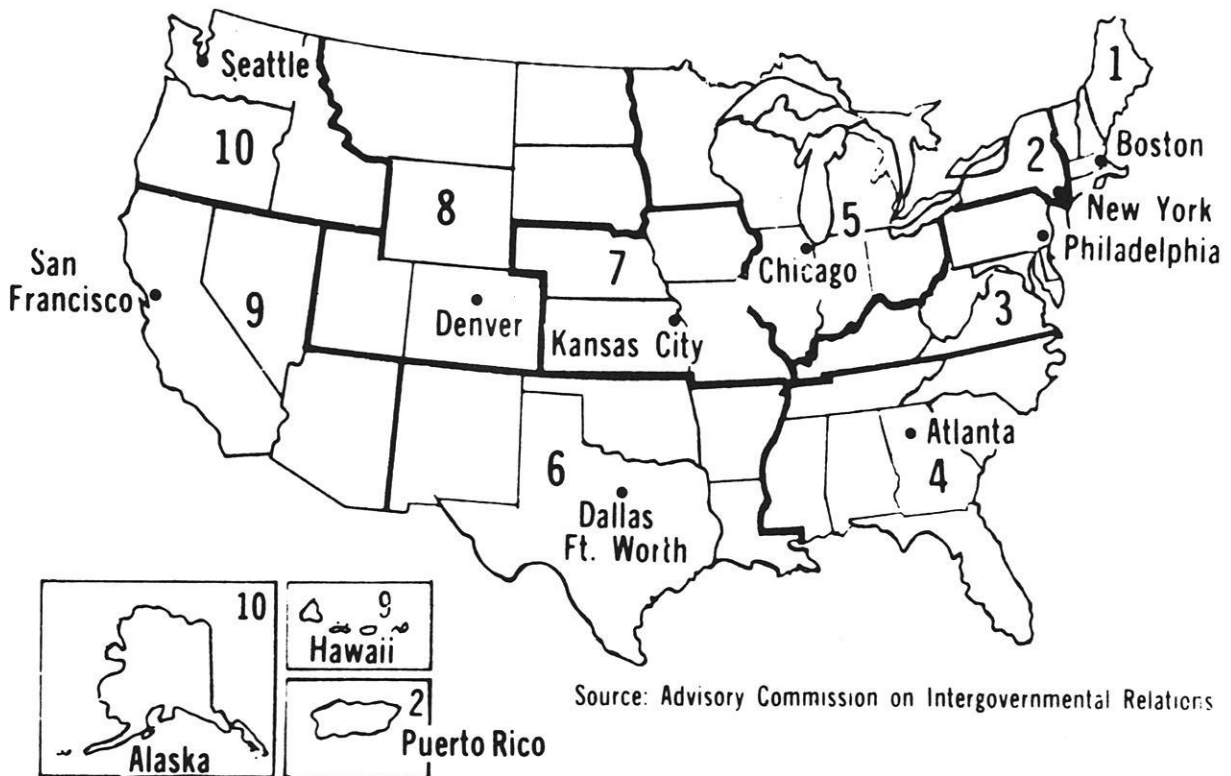 1
Seattle
10
2
Boston
8
New York
5
Philadelphia
7
Chicago
San
Francisco
9
Denver
3
Kansas City
Atlanta
6
4
Dallas
Ft. Worth
10
9
Hawaii
2
Puerto Rico
Alaska
Source: Advisory Commission on Intergovernmental Relations